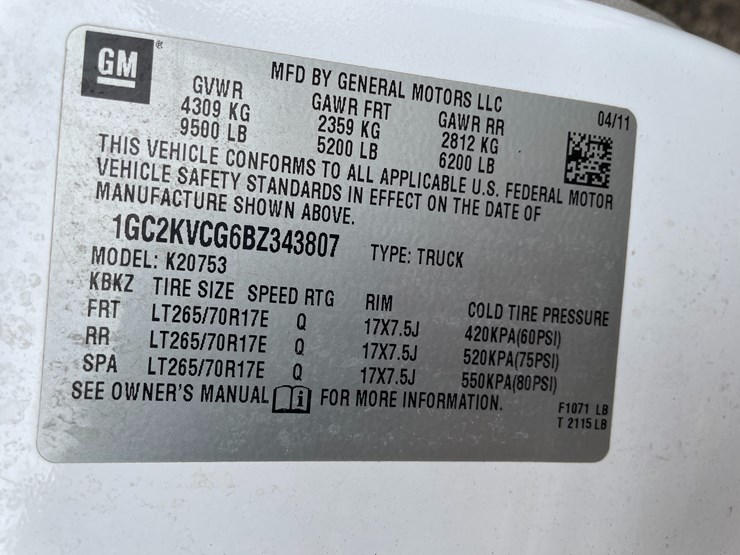 GM ®
MFD BY GENERAL MOTORS LLC
04/11
GVWR GAWR FRT GAWR RR
4309 KG 2359 KG 2812 KG
9500 LB 5200 LB 6200 LB
THIS VEHICLE CONFORMS TO ALL APPLICABLE U.S. FEDERAL MOTOR
VEHICLE SAFETY STANDARDS IN EFFECT ON THE DATE OF
MANUFACTURE SHOWN ABOVE.
1GC2KVCG6BZ343807 TYPE: TRUCK
MODEL: K20753
KBKZ TIRE SIZE SPEED RTG RIM COLD TIRE PRESSURE
FRT LT265/70R17E Q 17X7.5J 420KPA(60PSI)
RR LT265/70R17E Q 17X7.5J 520KPA(75PSI)
SPA LT265/70R17E Q 17X7.5J 550KPA(80PSI)
SEE OWNER'S MANUAL i FOR MORE INFORMATION.
F1071 LB
T 2115 LB